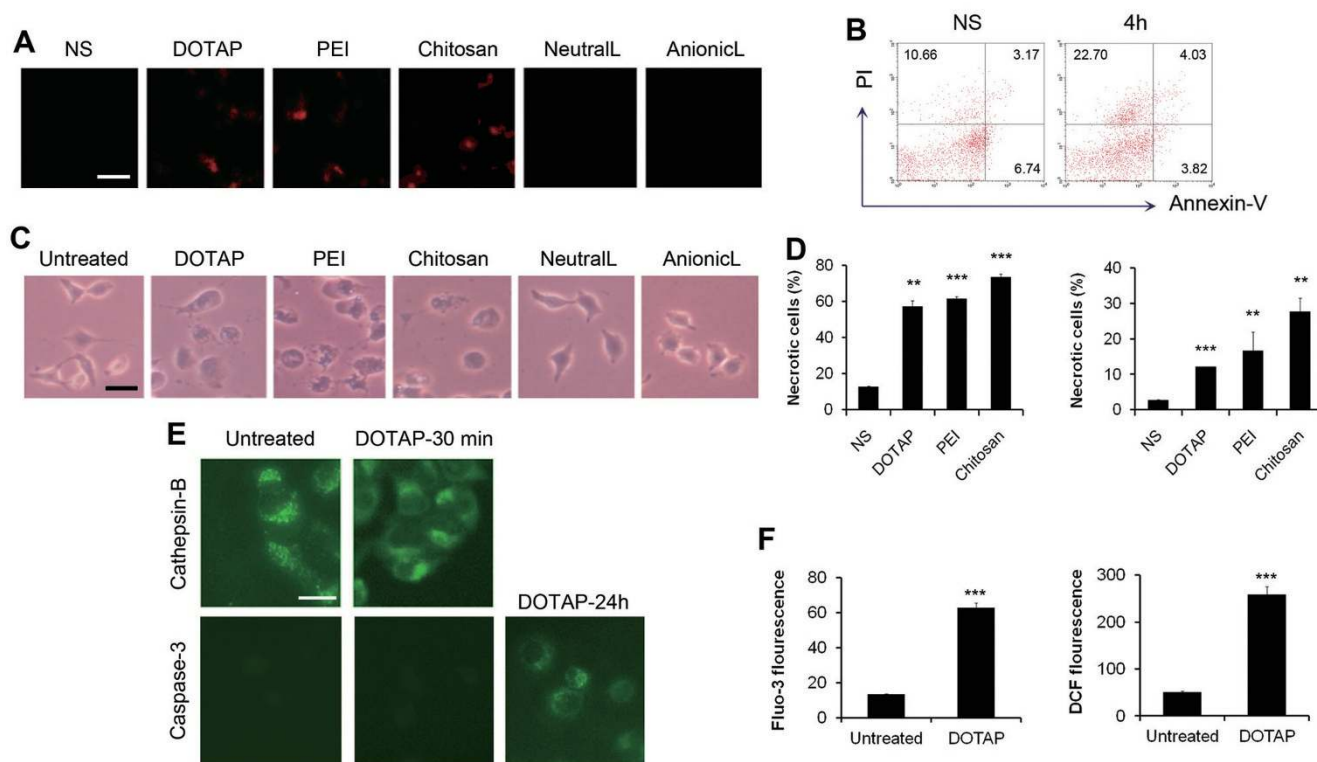 A
NS DOTAP PEI Chitosan NeutralL AnionicL
B
NS 4h
10.66 3.17 22.70 4.03
6.74 3.82
PI
Annexin-V
C
Untreated DOTAP PEI Chitosan NeutralL AnionicL
D
Necrotic cells (%)
80
60
40
20
0
** *** ***
NS DOTAP PEI Chitosan
Necrotic cells (%)
40
30
20
10
0
*** ** **
NS DOTAP PEI Chitosan
E
Untreated DOTAP-30 min
Cathepsin-B
DOTAP-24h
Caspase-3
F
Fluo-3 flourescence
80
60
40
20
0
***
Untreated DOTAP
DCF flourescence
300
200
100
0
***
Untreated DOTAP